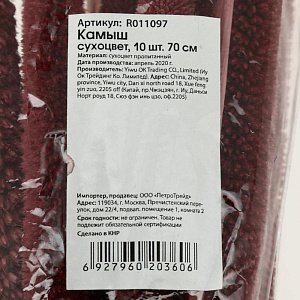 Артикул: R011097
Камыш
сухоцвет, 10 шт. 70 см
Материал: сухоцвет пропитанный
Дата производства: апрель 2020 г.
Производитель: Yiwu OK Trading CO., Limited (Иу
ОК Трейдинг Ко. Лимитед). Адрес: China, Zhejiang
province, Yiwu city, Dan xi north road 18, Xue feng
yin zuo, 2205 off (Китай, пр.Чжэцзян, г. Иу, Даньси
Норт роуд, 18, Сюэ фэн инь цзо, оф.2205)
Импортер, продавец: ООО «ПетроТрейд»
Адрес: 119034, г. Москва, Пречистенский переулок,
дом 22/4, подвал, помещение 1, комната 2
Срок годности: не ограничен. Товар не
подлежит обязательной сертификации
Сделано в КНР
6 927960 203606